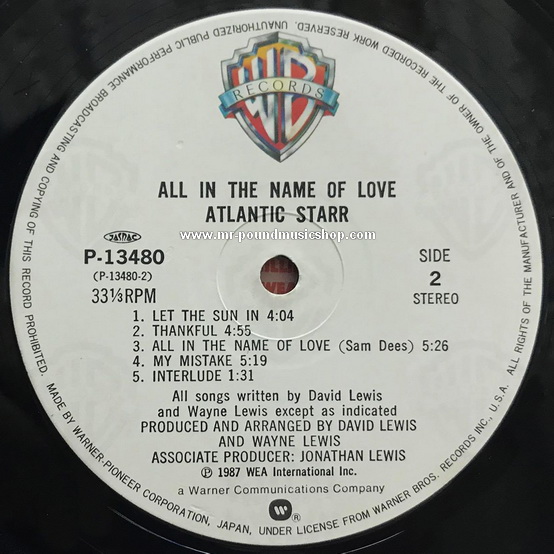 UNAUTHORIZED PUBLIC PERFORMANCE BROADCASTING AND COPYING OF THIS RECORD PROHIBITED.
ALL RIGHTS OF THE MANUFACTURER AND OF THE OWNER OF THE RECORDED WORK RESERVED.
WB
RECORDS
ALL IN THE NAME OF LOVE
ATLANTIC STARR
www.mr-poundmusicshop.com
JASRAC
P-13480
(P-13480-2)
33⅓RPM
SIDE
2
STEREO
1. LET THE SUN IN 4:04
2. THANKFUL 4:55
3. ALL IN THE NAME OF LOVE (Sam Dees) 5:26
4. MY MISTAKE 5:19
5. INTERLUDE 1:31
All songs written by David Lewis
and Wayne Lewis except as indicated
PRODUCED AND ARRANGED BY DAVID LEWIS
AND WAYNE LEWIS
ASSOCIATE PRODUCER: JONATHAN LEWIS
Ⓟ 1987 WEA International Inc.
a Warner Communications Company
®
MADE BY WARNER-PIONEER CORPORATION, JAPAN, UNDER LICENSE FROM WARNER BROS. RECORDS INC., U.S.A.